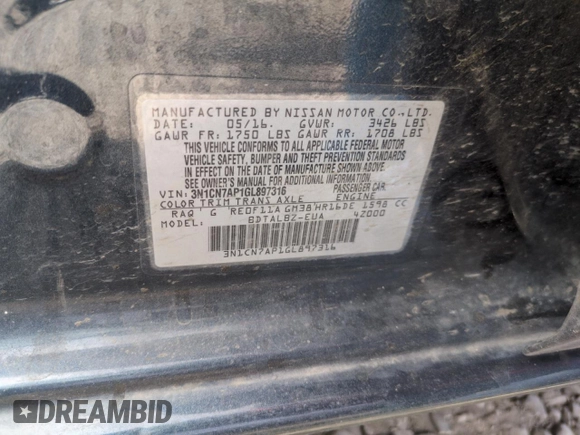 MANUFACTURED BY NISSAN MOTOR CO.,LTD.
DATE: 05/16. GVWR: 3426 LBS
GAWR FR: 1750 LBS GAWR RR: 1708 LBS
THIS VEHICLE CONFORMS TO ALL APPLICABLE FEDERAL MOTOR
VEHICLE SAFETY, BUMPER AND THEFT PREVENTION STANDARDS
IN EFFECT ON THE DATE OF MANUFACTURE SHOWN ABOVE.
SEE OWNER'S MANUAL FOR ADDITIONAL INFORMATION.
VIN: 3N1CN7AP1GL897316 PASSENGER CAR
COLOR TRIM TRANS AXLE ENGINE
RAQ G RE0F11A GM38 HR16DE 1598 CC
MODEL: BDTALBZ-EUA 4Z000
3N1CN7AP1GL897316
DREAMBID